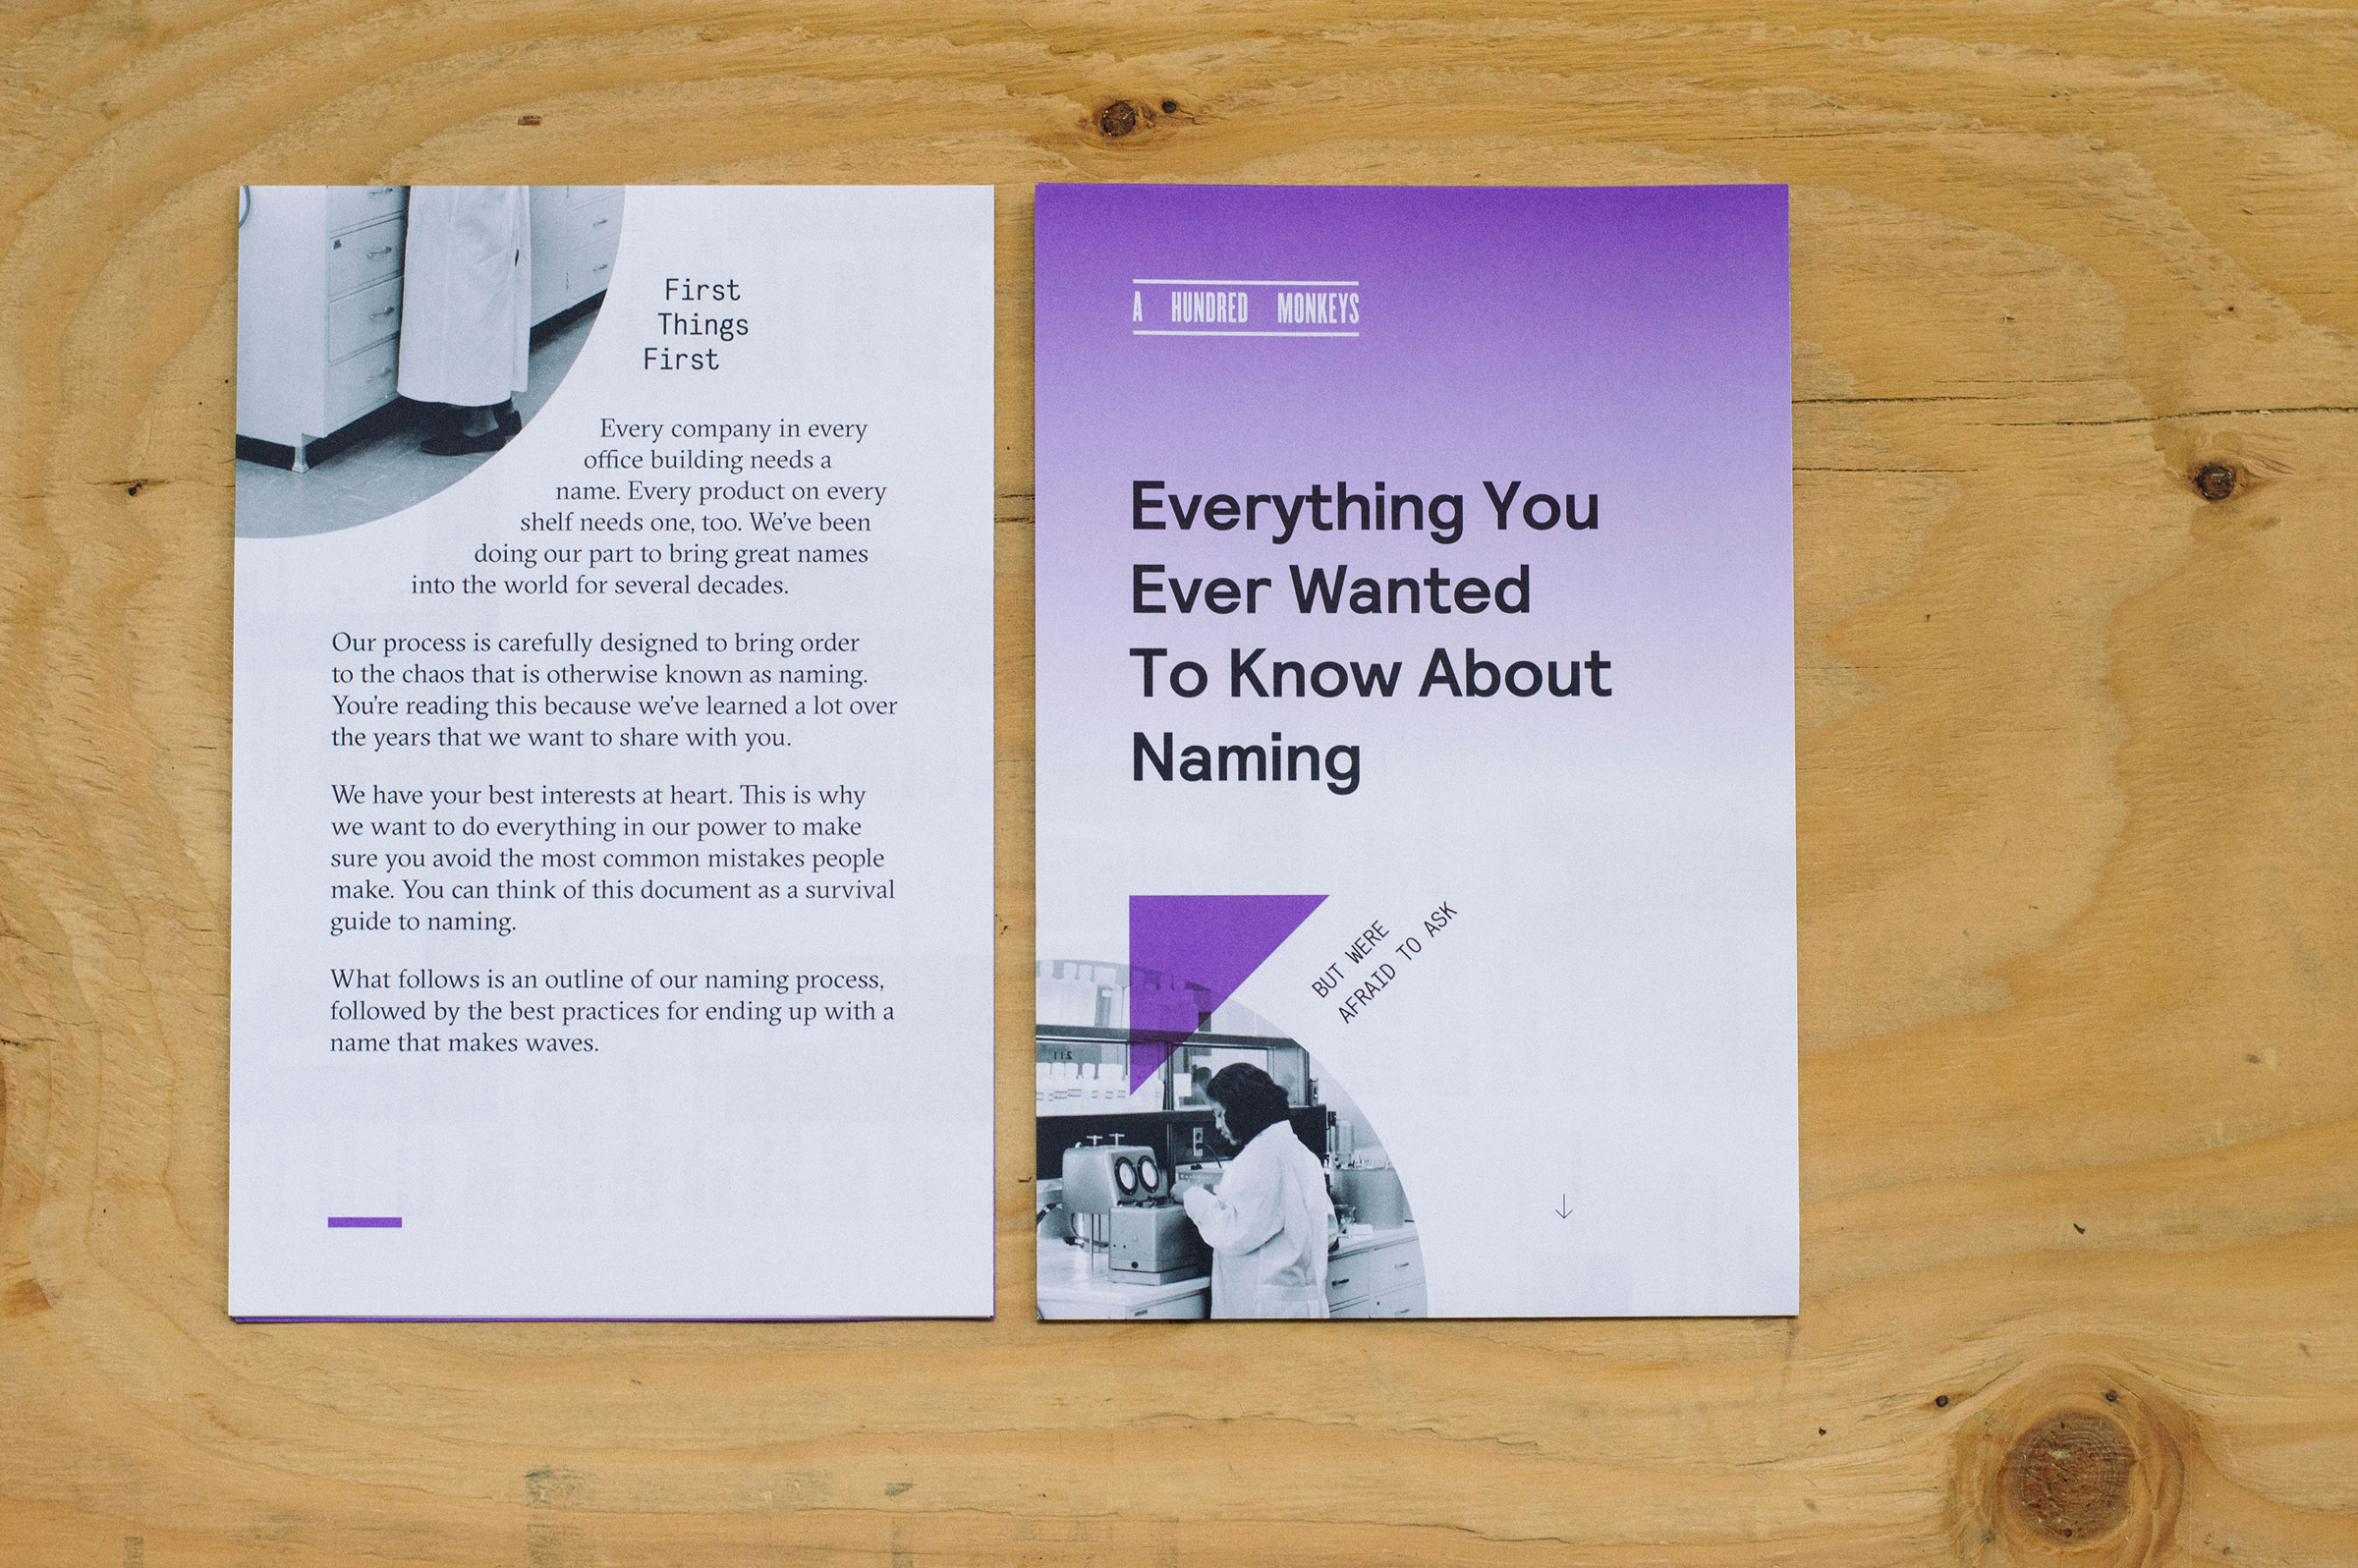 First
Things
First
Every company in every
office building needs a
name. Every product on every
shelf needs one, too. We’ve been
doing our part to bring great names
into the world for several decades.
Our process is carefully designed to bring order
to the chaos that is otherwise known as naming.
You’re reading this because we’ve learned a lot over
the years that we want to share with you.
We have your best interests at heart. This is why
we want to do everything in our power to make
sure you avoid the most common mistakes people
make. You can think of this document as a survival
guide to naming.
What follows is an outline of our naming process,
followed by the best practices for ending up with a
name that makes waves.
A HUNDRED MONKEYS
Everything You
Ever Wanted
To Know About
Naming
BUT WERE
AFRAID TO ASK